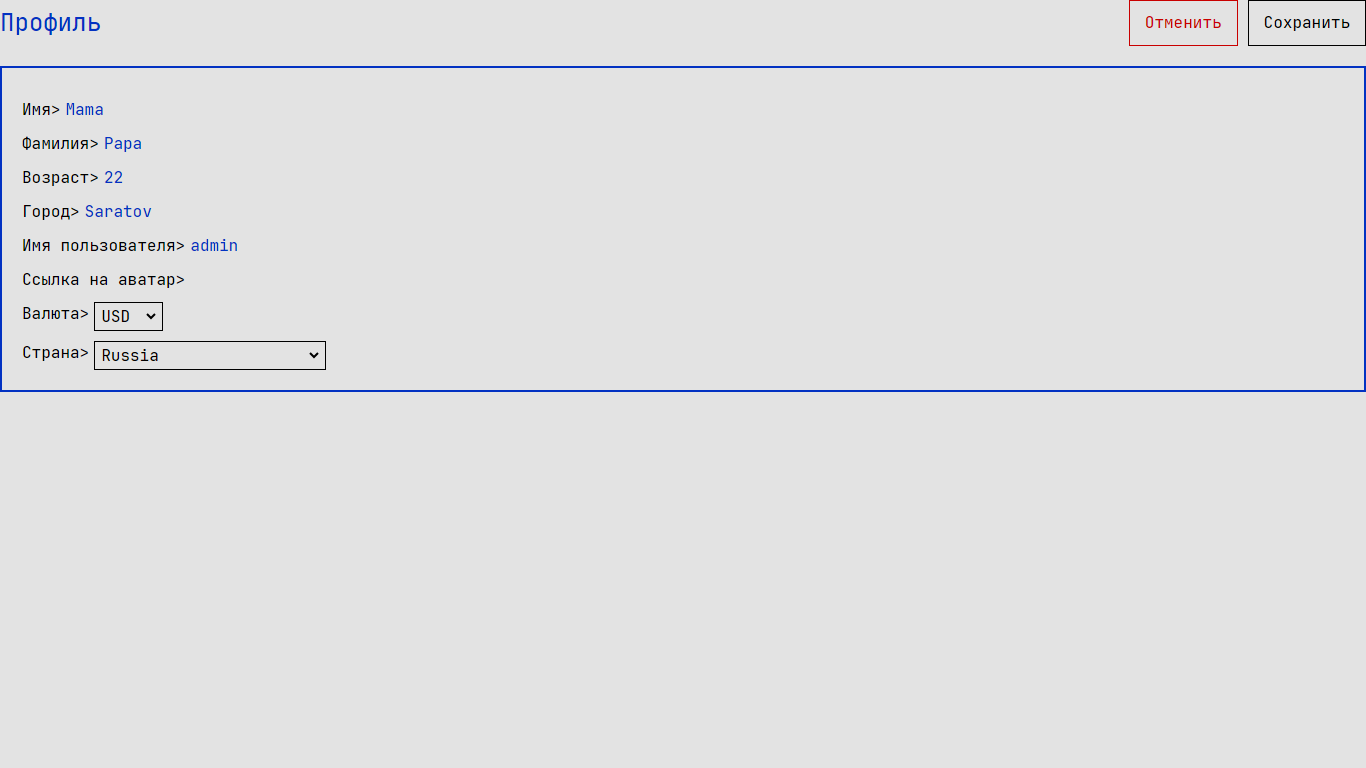 Профиль
Отменить
Сохранить
Имя> Mama
Фамилия> Papa
Возраст> 22
Город> Saratov
Имя пользователя> admin
Ссылка на аватар>
Валюта> USD
Страна> Russia